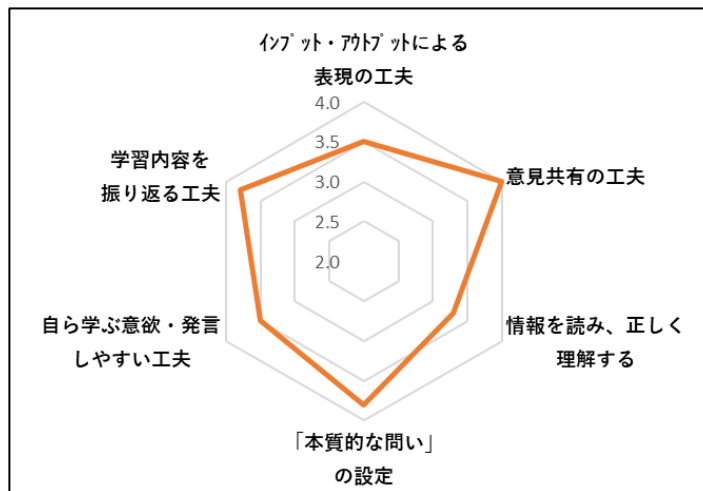 ｲﾝﾌﾟｯﾄ・ｱｳﾄﾌﾟｯﾄによる
表現の工夫
4.0
3.5
3.0
2.5
2.0
意見共有の工夫
情報を読み、正しく
理解する
「本質的な問い」
の設定
自ら学ぶ意欲・発言
しやすい工夫
学習内容を
振り返る工夫